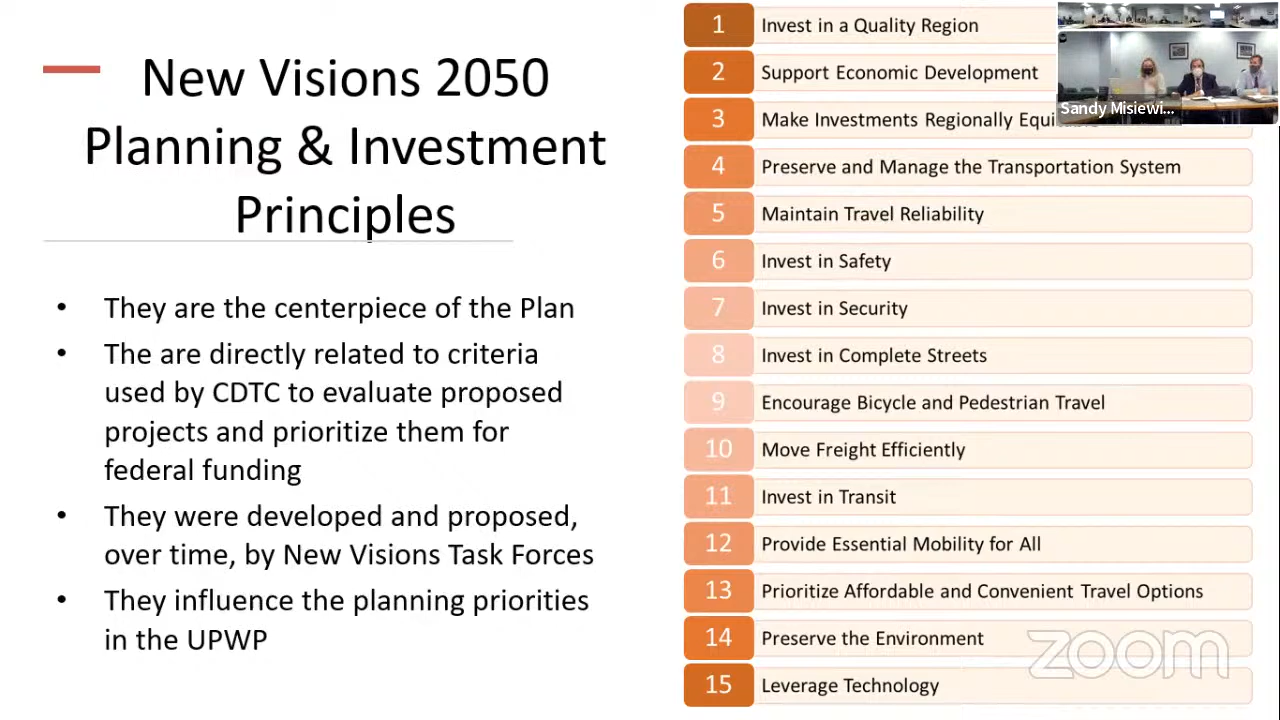 New Visions 2050
Planning & Investment
Principles
• They are the centerpiece of the Plan
• The are directly related to criteria
used by CDTC to evaluate proposed
projects and prioritize them for
federal funding
• They were developed and proposed,
over time, by New Visions Task Forces
• They influence the planning priorities
in the UPWP
1 Invest in a Quality Region
2 Support Economic Development
3 Make Investments Regionally
4 Preserve and Manage the Transportation System
5 Maintain Travel Reliability
6 Invest in Safety
7 Invest in Security
8 Invest in Complete Streets
9 Encourage Bicycle and Pedestrian Travel
10 Move Freight Efficiently
11 Invest in Transit
12 Provide Essential Mobility for All
13 Prioritize Affordable and Convenient Travel Options
14 Preserve the Environment
15 Leverage Technology
Sandy Misiewi...
zoom